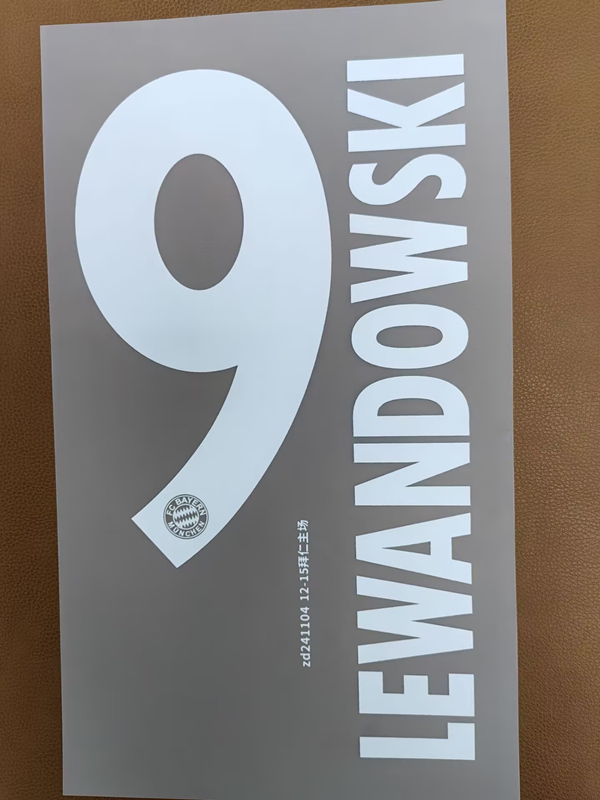 9
FC BAYERN
MÜNCHEN
LEWANDOWSKI
zd241104 12-15拜仁主场